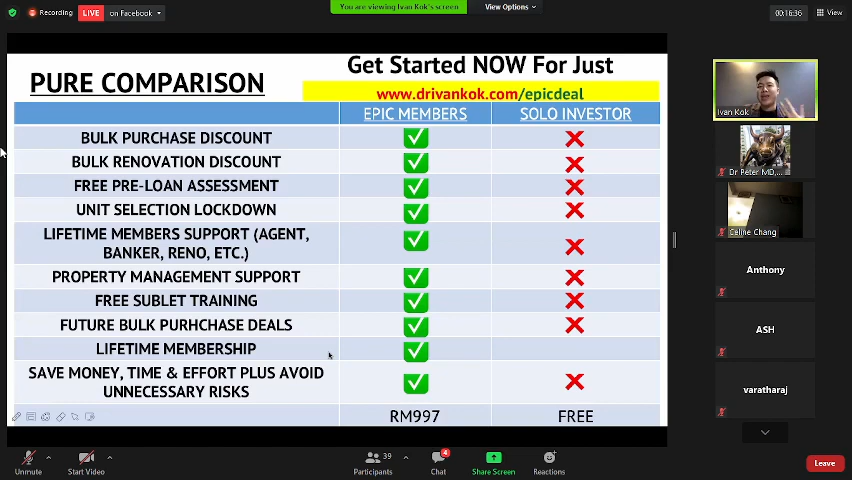 Recording
LIVE
on Facebook
You are viewing Ivan Kok's screen
View Options
00:16:36
View
PURE COMPARISON
Get Started NOW For Just
www.drivankok.com/epicdeal
EPIC MEMBERS
SOLO INVESTOR
BULK PURCHASE DISCOUNT
BULK RENOVATION DISCOUNT
FREE PRE-LOAN ASSESSMENT
UNIT SELECTION LOCKDOWN
LIFETIME MEMBERS SUPPORT (AGENT,
BANKER, RENO, ETC.)
PROPERTY MANAGEMENT SUPPORT
FREE SUBLET TRAINING
FUTURE BULK PURHCHASE DEALS
LIFETIME MEMBERSHIP
SAVE MONEY, TIME & EFFORT PLUS AVOID
UNNECESSARY RISKS
RM997
FREE
Ivan Kok
Dr Peter MD,...
Celine Chang
Anthony
ASH
varatharaj
Unmute
Start Video
39
Participants
4
Chat
Share Screen
Reactions
Leave